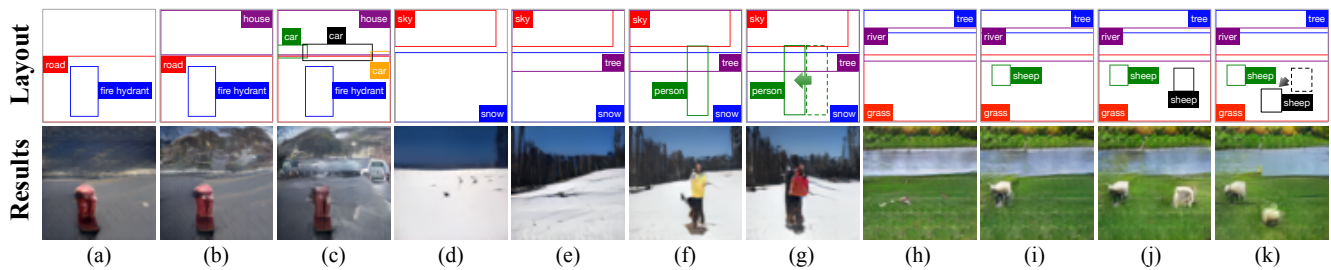 Layout
road
fire hydrant
house
road
fire hydrant
house
car
car
car
fire hydrant
sky
snow
sky
tree
snow
sky
tree
person
snow
sky
tree
person
snow
tree
river
grass
tree
river
sheep
grass
tree
river
sheep
sheep
grass
tree
river
sheep
sheep
grass
Results
(a) (b) (c) (d) (e) (f) (g) (h) (i) (j) (k)